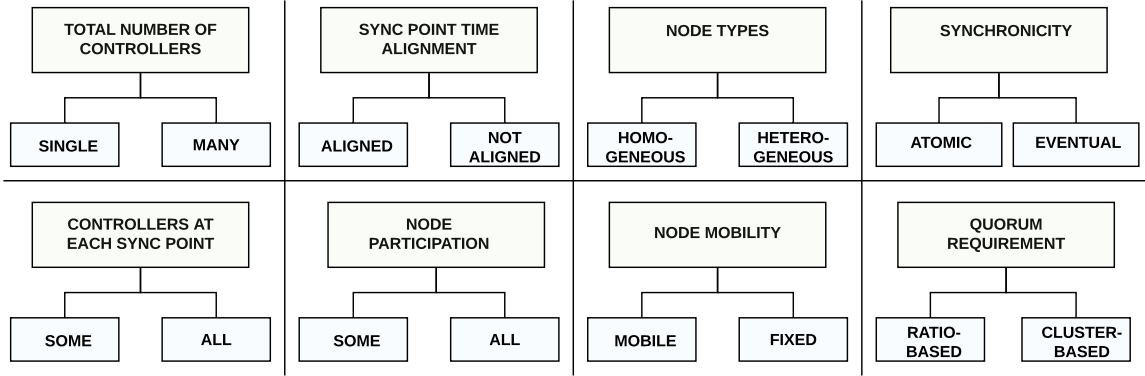 TOTAL NUMBER OF
CONTROLLERS
SINGLE
MANY
SYNC POINT TIME
ALIGNMENT
ALIGNED
NOT
ALIGNED
NODE TYPES
HOMO-
GENEOUS
HETERO-
GENEOUS
SYNCHRONICITY
ATOMIC
EVENTUAL
CONTROLLERS AT
EACH SYNC POINT
SOME
ALL
NODE
PARTICIPATION
SOME
ALL
NODE MOBILITY
MOBILE
FIXED
QUORUM
REQUIREMENT
RATIO-
BASED
CLUSTER-
BASED